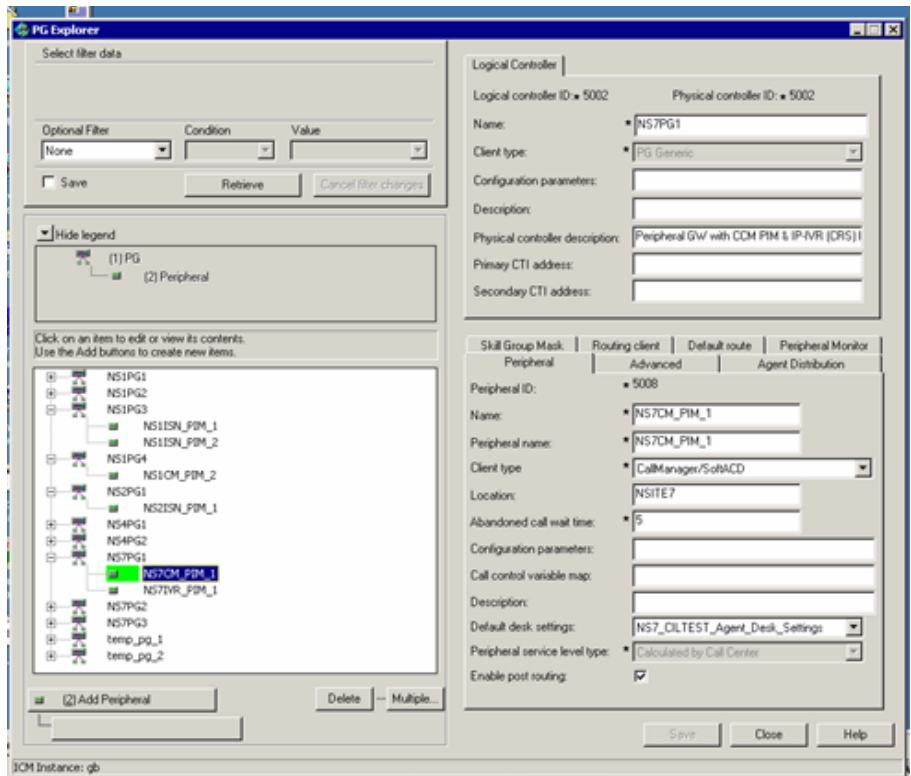 PG Explorer
Select filter data
Optional Filter Condition Value
None
Save Retrieve Cancel filter changes
Hide legend
(1) PG
(2) Peripheral
Click on an item to edit or view its contents.
Use the Add buttons to create new items.
NS1PG1
NS1PG2
NS1PG3
NS1ISN_PIM_1
NS1ISN_PIM_2
NS1PG4
NS1CM_PIM_2
NS2PG1
NS2ISN_PIM_1
NS4PG1
NS4PG2
NS7PG1
NS7CM_PIM_1
NS7IVR_PIM_1
NS7PG2
NS7PG3
temp_pg_1
temp_pg_2
(2) Add Peripheral Delete Multiple...
Logical Controller
Logical controller ID: * 5002 Physical controller ID: * 5002
Name: * NS7PG1
Client type: * PG Generic
Configuration parameters:
Description:
Physical controller description: Peripheral GW with CCM PIM & IP-IVR (CRS) I
Primary CTI address:
Secondary CTI address:
Skill Group Mask Routing client Default route Peripheral Monitor
Peripheral Advanced Agent Distribution
Peripheral ID: * 5008
Name: * NS7CM_PIM_1
Peripheral name: * NS7CM_PIM_1
Client type * CallManager/SoftACD
Location: NSITE7
Abandoned call wait time: * 5
Configuration parameters:
Call control variable map:
Description:
Default desk settings: NS7_CILTEST_Agent_Desk_Settings
Peripheral service level type: * Calculated by Call Center
Enable post routing:
Save Close Help
ICM Instance: gb